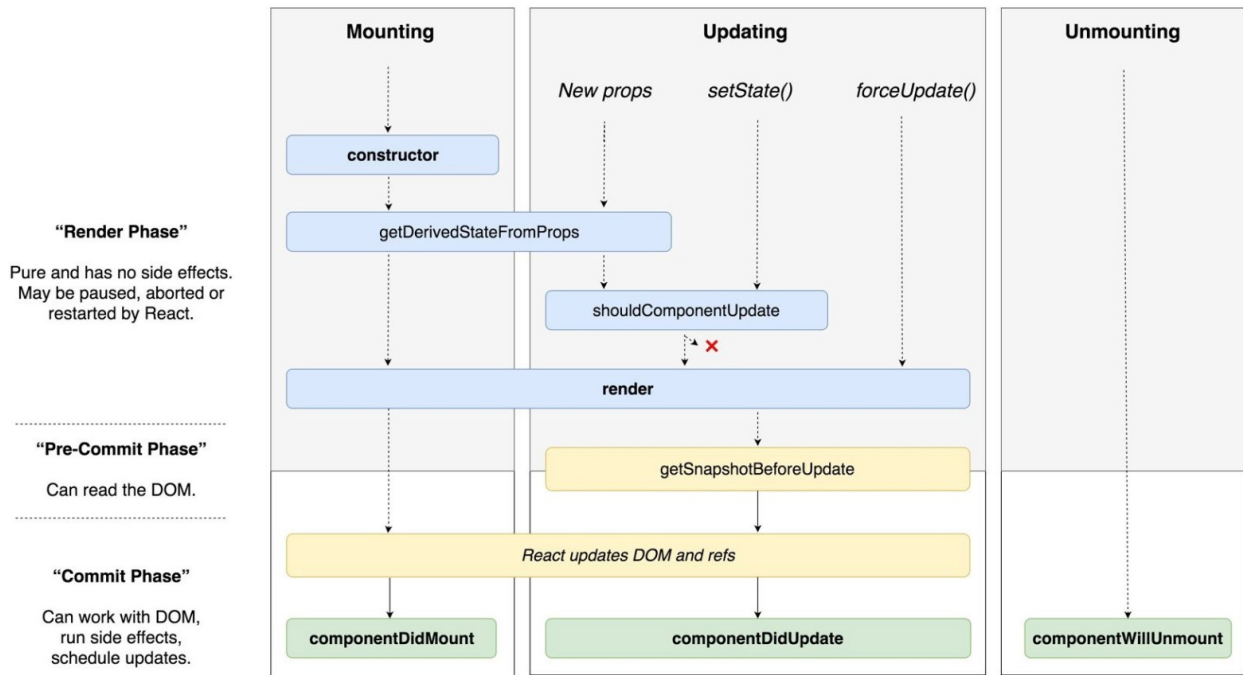 Mounting
Updating
Unmounting
New props
setState()
forceUpdate()
constructor
“Render Phase”
getDerivedStateFromProps
Pure and has no side effects.
May be paused, aborted or
restarted by React.
shouldComponentUpdate
render
“Pre-Commit Phase”
getSnapshotBeforeUpdate
Can read the DOM.
React updates DOM and refs
“Commit Phase”
Can work with DOM,
run side effects,
schedule updates.
componentDidMount
componentDidUpdate
componentWillUnmount